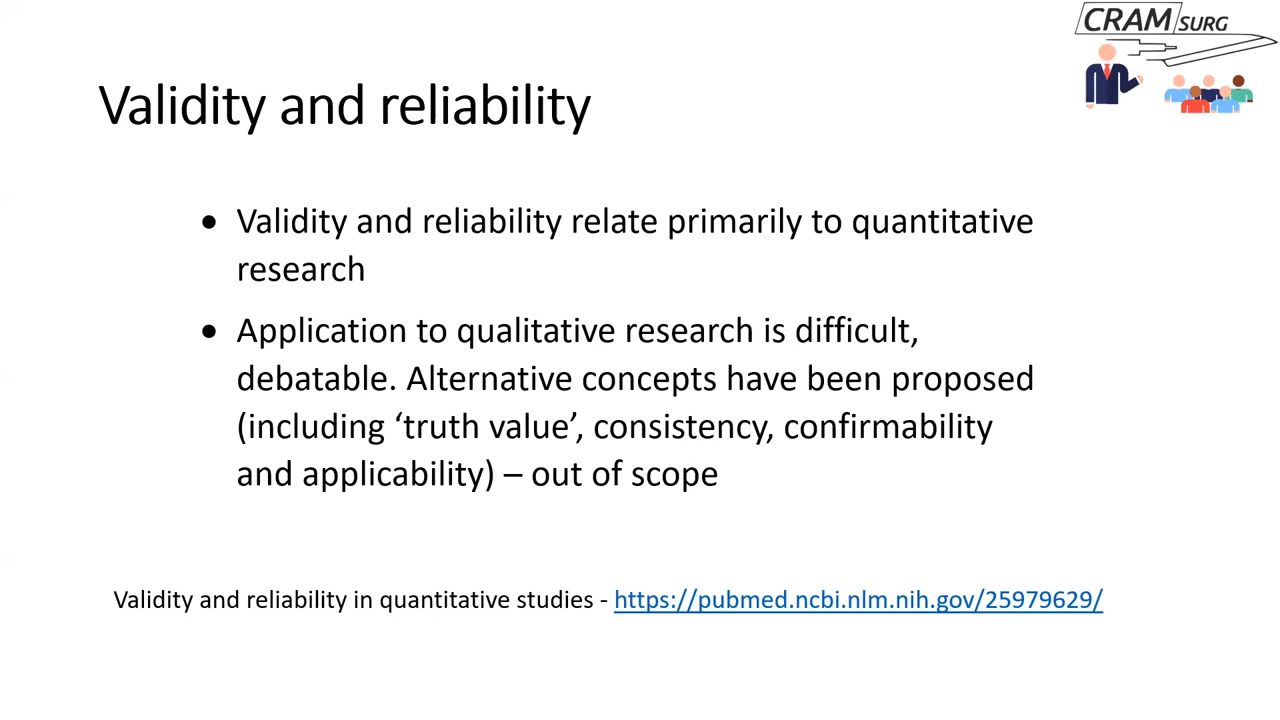 CRAM SURG
Validity and reliability
• Validity and reliability relate primarily to quantitative
research
• Application to qualitative research is difficult,
debatable. Alternative concepts have been proposed
(including ‘truth value’, consistency, confirmability
and applicability) – out of scope
Validity and reliability in quantitative studies - https://pubmed.ncbi.nlm.nih.gov/25979629/